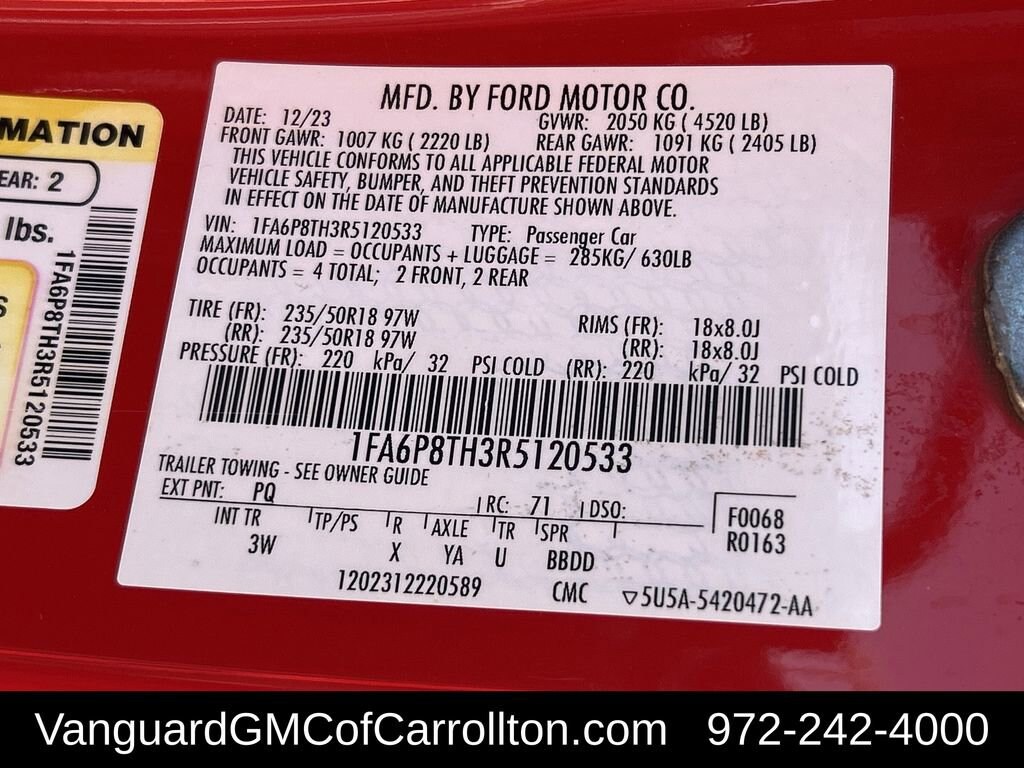 MATION
EAR: 2
lbs.
1FA6P8TH3R5120533
MFD. BY FORD MOTOR CO.
DATE: 12/23 GVWR: 2050 KG ( 4520 LB)
FRONT GAWR: 1007 KG ( 2220 LB) REAR GAWR: 1091 KG ( 2405 LB)
THIS VEHICLE CONFORMS TO ALL APPLICABLE FEDERAL MOTOR
VEHICLE SAFETY, BUMPER, AND THEFT PREVENTION STANDARDS
IN EFFECT ON THE DATE OF MANUFACTURE SHOWN ABOVE.
VIN: 1FA6P8TH3R5120533 TYPE: Passenger Car
MAXIMUM LOAD = OCCUPANTS + LUGGAGE = 285KG/ 630LB
OCCUPANTS = 4 TOTAL; 2 FRONT, 2 REAR
TIRE (FR): 235/50R18 97W RIMS (FR): 18x8.0J
(RR): 235/50R18 97W (RR): 18x8.0J
PRESSURE (FR): 220 kPa/ 32 PSI COLD (RR): 220 kPa/ 32 PSI COLD
1FA6P8TH3R5120533
TRAILER TOWING - SEE OWNER GUIDE
EXT PNT: PQ RC: 71 DSO:
INT TR TP/PS R AXLE TR SPR F0068
3W X YA U BBDD R0163
1202312220589 CMC ▽5U5A-5420472-AA
VanguardGMCofCarrollton.com 972-242-4000